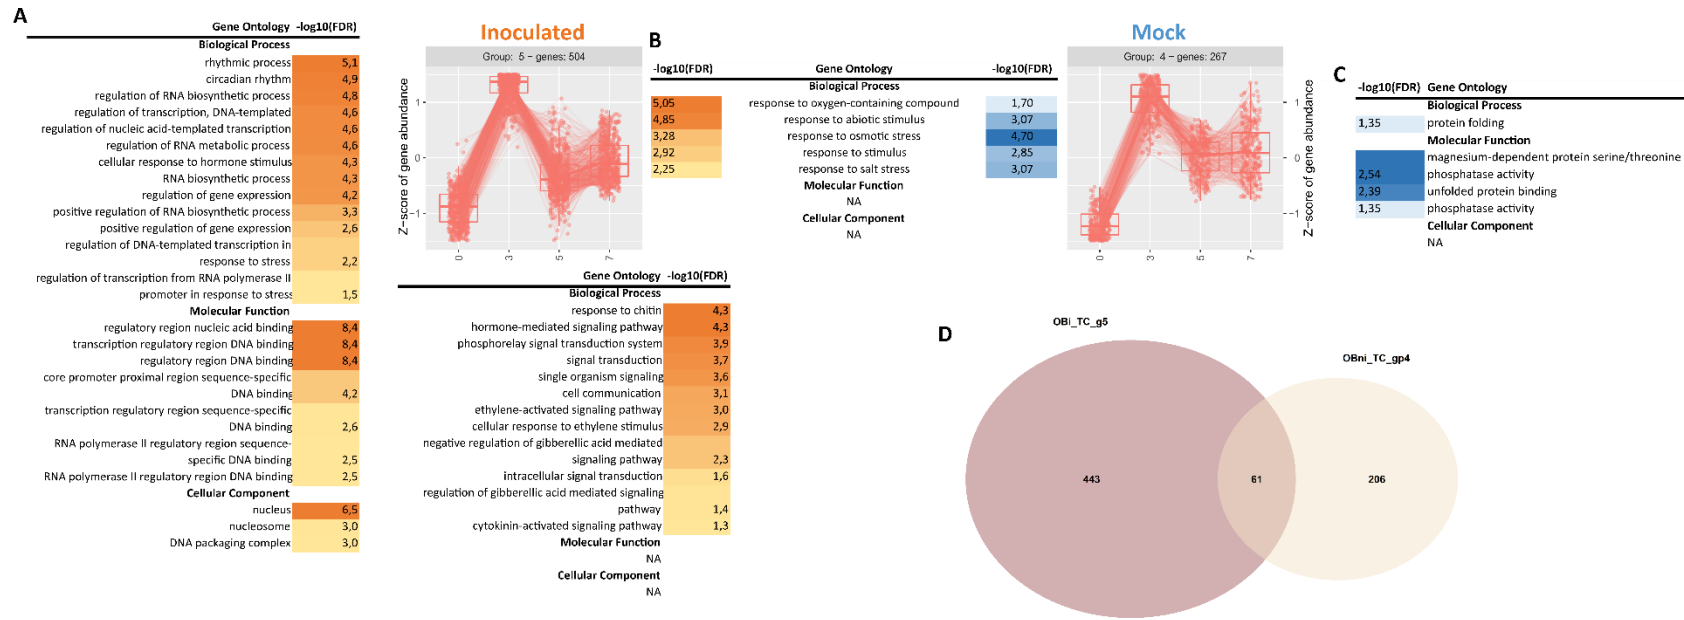 A
Gene Ontology -log10(FDR)
Biological Process
rhythmic process 5,1
circadian rhythm 4,9
regulation of RNA biosynthetic process 4,8
regulation of transcription, DNA-templated 4,6
regulation of nucleic acid-templated transcription 4,6
regulation of RNA metabolic process 4,6
cellular response to hormone stimulus 4,3
RNA biosynthetic process 4,3
regulation of gene expression 4,2
positive regulation of RNA biosynthetic process 3,3
positive regulation of gene expression 2,6
regulation of DNA-templated transcription in
response to stress 2,2
regulation of transcription from RNA polymerase II
promoter in response to stress 1,5
Molecular Function
regulatory region nucleic acid binding 8,4
transcription regulatory region DNA binding 8,4
regulatory region DNA binding 8,4
core promoter proximal region sequence-specific
DNA binding 4,2
transcription regulatory region sequence-specific
DNA binding 2,6
RNA polymerase II regulatory region sequence-
specific DNA binding 2,5
RNA polymerase II regulatory region DNA binding 2,5
Cellular Component
nucleus 6,5
nucleosome 3,0
DNA packaging complex 3,0
Inoculated
Group: 5 − genes: 504
Z−score of gene abundance
1
0
−1
0 3 5 7
Gene Ontology -log10(FDR)
Biological Process
response to chitin 4,3
hormone-mediated signaling pathway 4,3
phosphorelay signal transduction system 3,9
signal transduction 3,7
single organism signaling 3,6
cell communication 3,1
ethylene-activated signaling pathway 3,0
cellular response to ethylene stimulus 2,9
negative regulation of gibberellic acid mediated
signaling pathway 2,3
intracellular signal transduction 1,6
regulation of gibberellic acid mediated signaling
pathway 1,4
cytokinin-activated signaling pathway 1,3
Molecular Function
NA
Cellular Component
NA
B
-log10(FDR) Gene Ontology -log10(FDR)
Biological Process
5,05 response to oxygen-containing compound 1,70
4,85 response to abiotic stimulus 3,07
3,28 response to osmotic stress 4,70
2,92 response to stimulus 2,85
2,25 response to salt stress 3,07
Molecular Function
NA
Cellular Component
NA
Mock
Group: 4 − genes: 267
1
0
−1
Z−score of gene abundance
0 3 5 7
C
-log10(FDR) Gene Ontology
Biological Process
1,35 protein folding
Molecular Function
magnesium-dependent protein serine/threonine
2,54 phosphatase activity
2,39 unfolded protein binding
1,35 phosphatase activity
Cellular Component
NA
D
OBi_TC_g5
OBni_TC_gp4
443 61 206